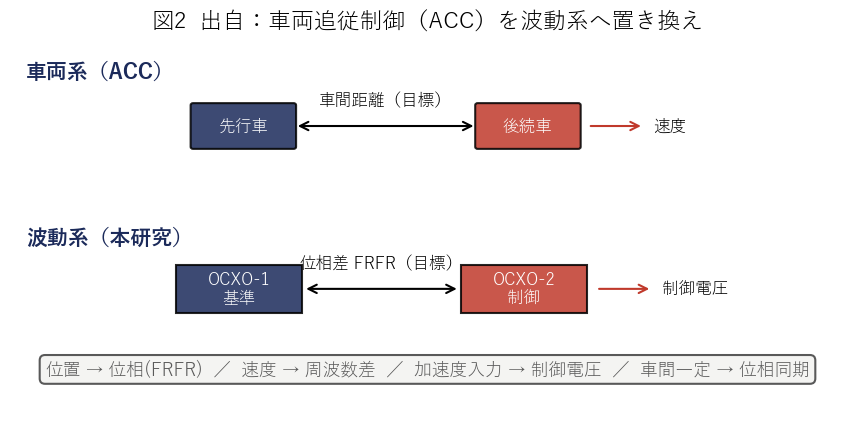 図2 出自：車両追従制御（ACC）を波動系へ置き換え
車両系（ACC）
車間距離（目標）
先行車
後続車
速度
波動系（本研究）
位相差 FRFR（目標）
OCXO-1
基準
OCXO-2
制御
制御電圧
位置 → 位相(FRFR) ／ 速度 → 周波数差 ／ 加速度入力 → 制御電圧 ／ 車間一定 → 位相同期